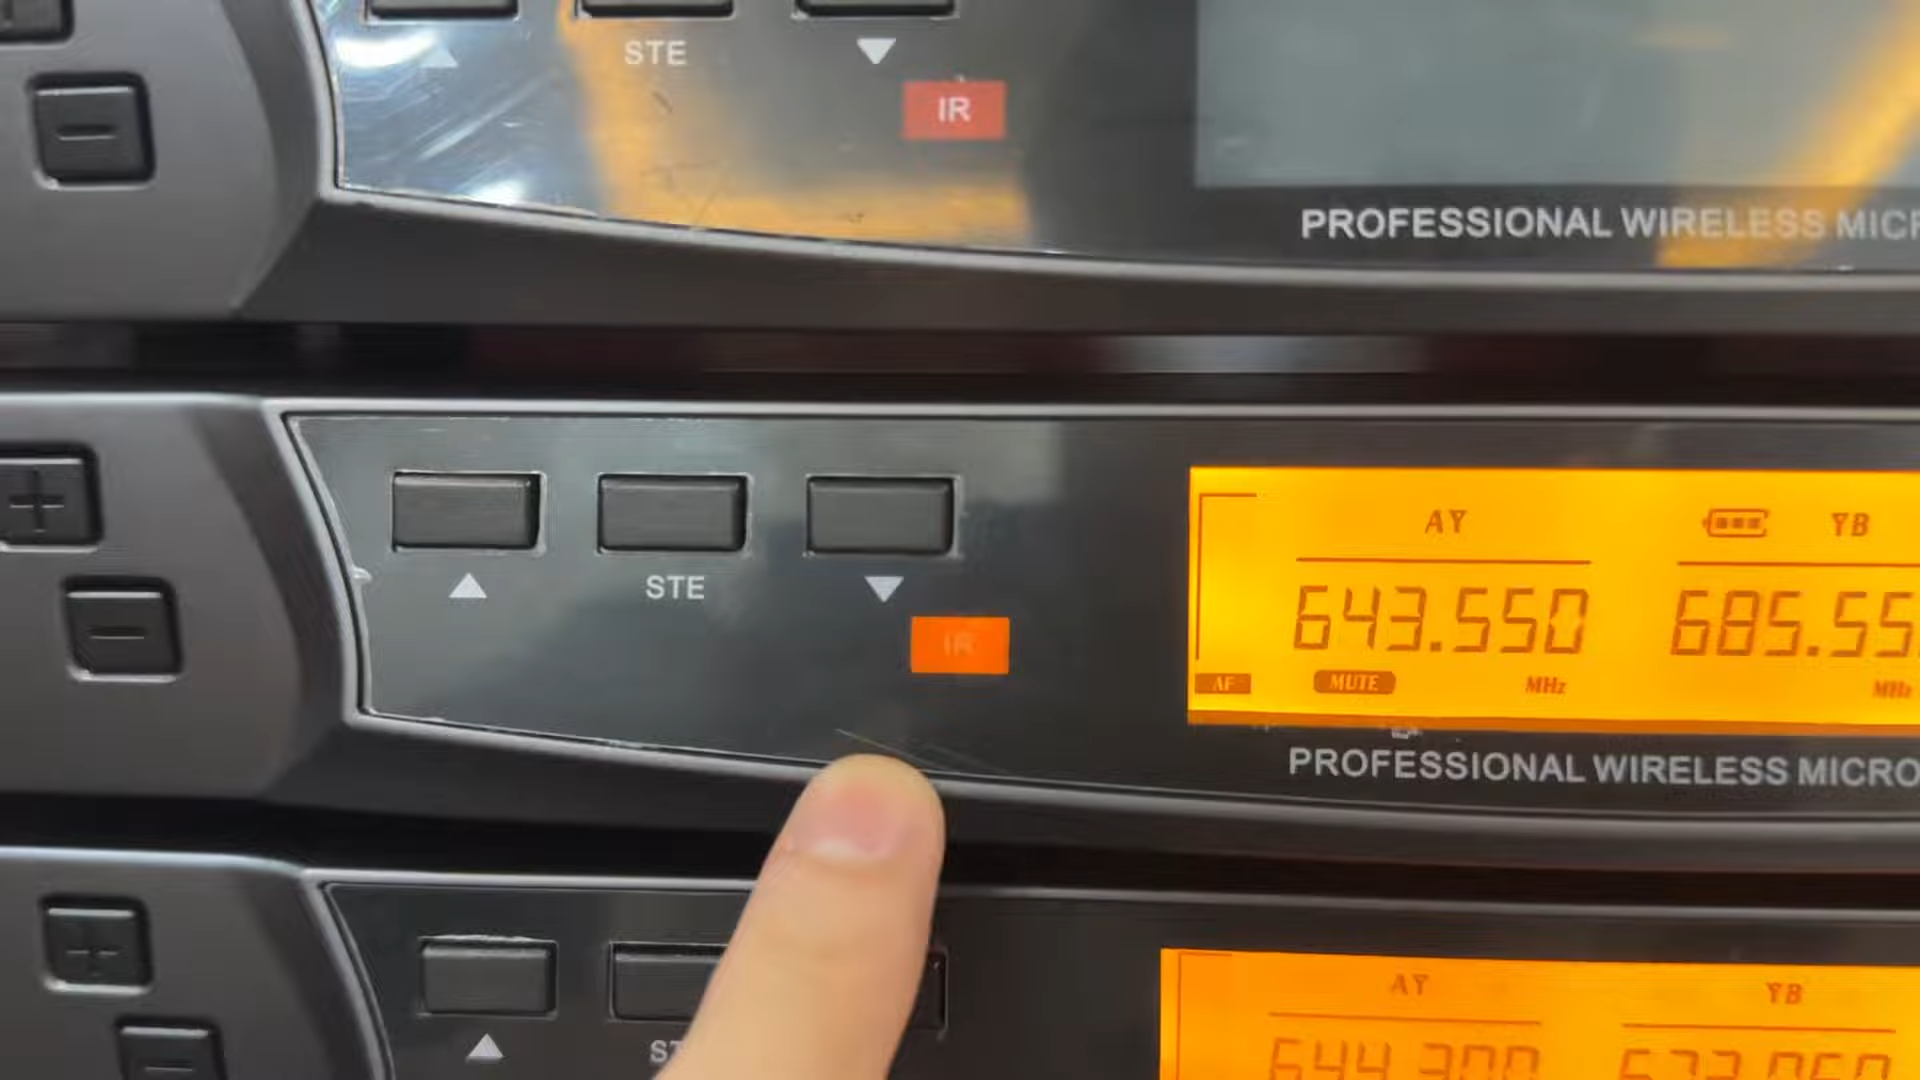 STE
IR
PROFESSIONAL WIRELESS MICR
AY YB
643.550 685.55
STE
IR
AF MUTE MHz MHz
PROFESSIONAL WIRELESS MICRO
AY YB
644.300